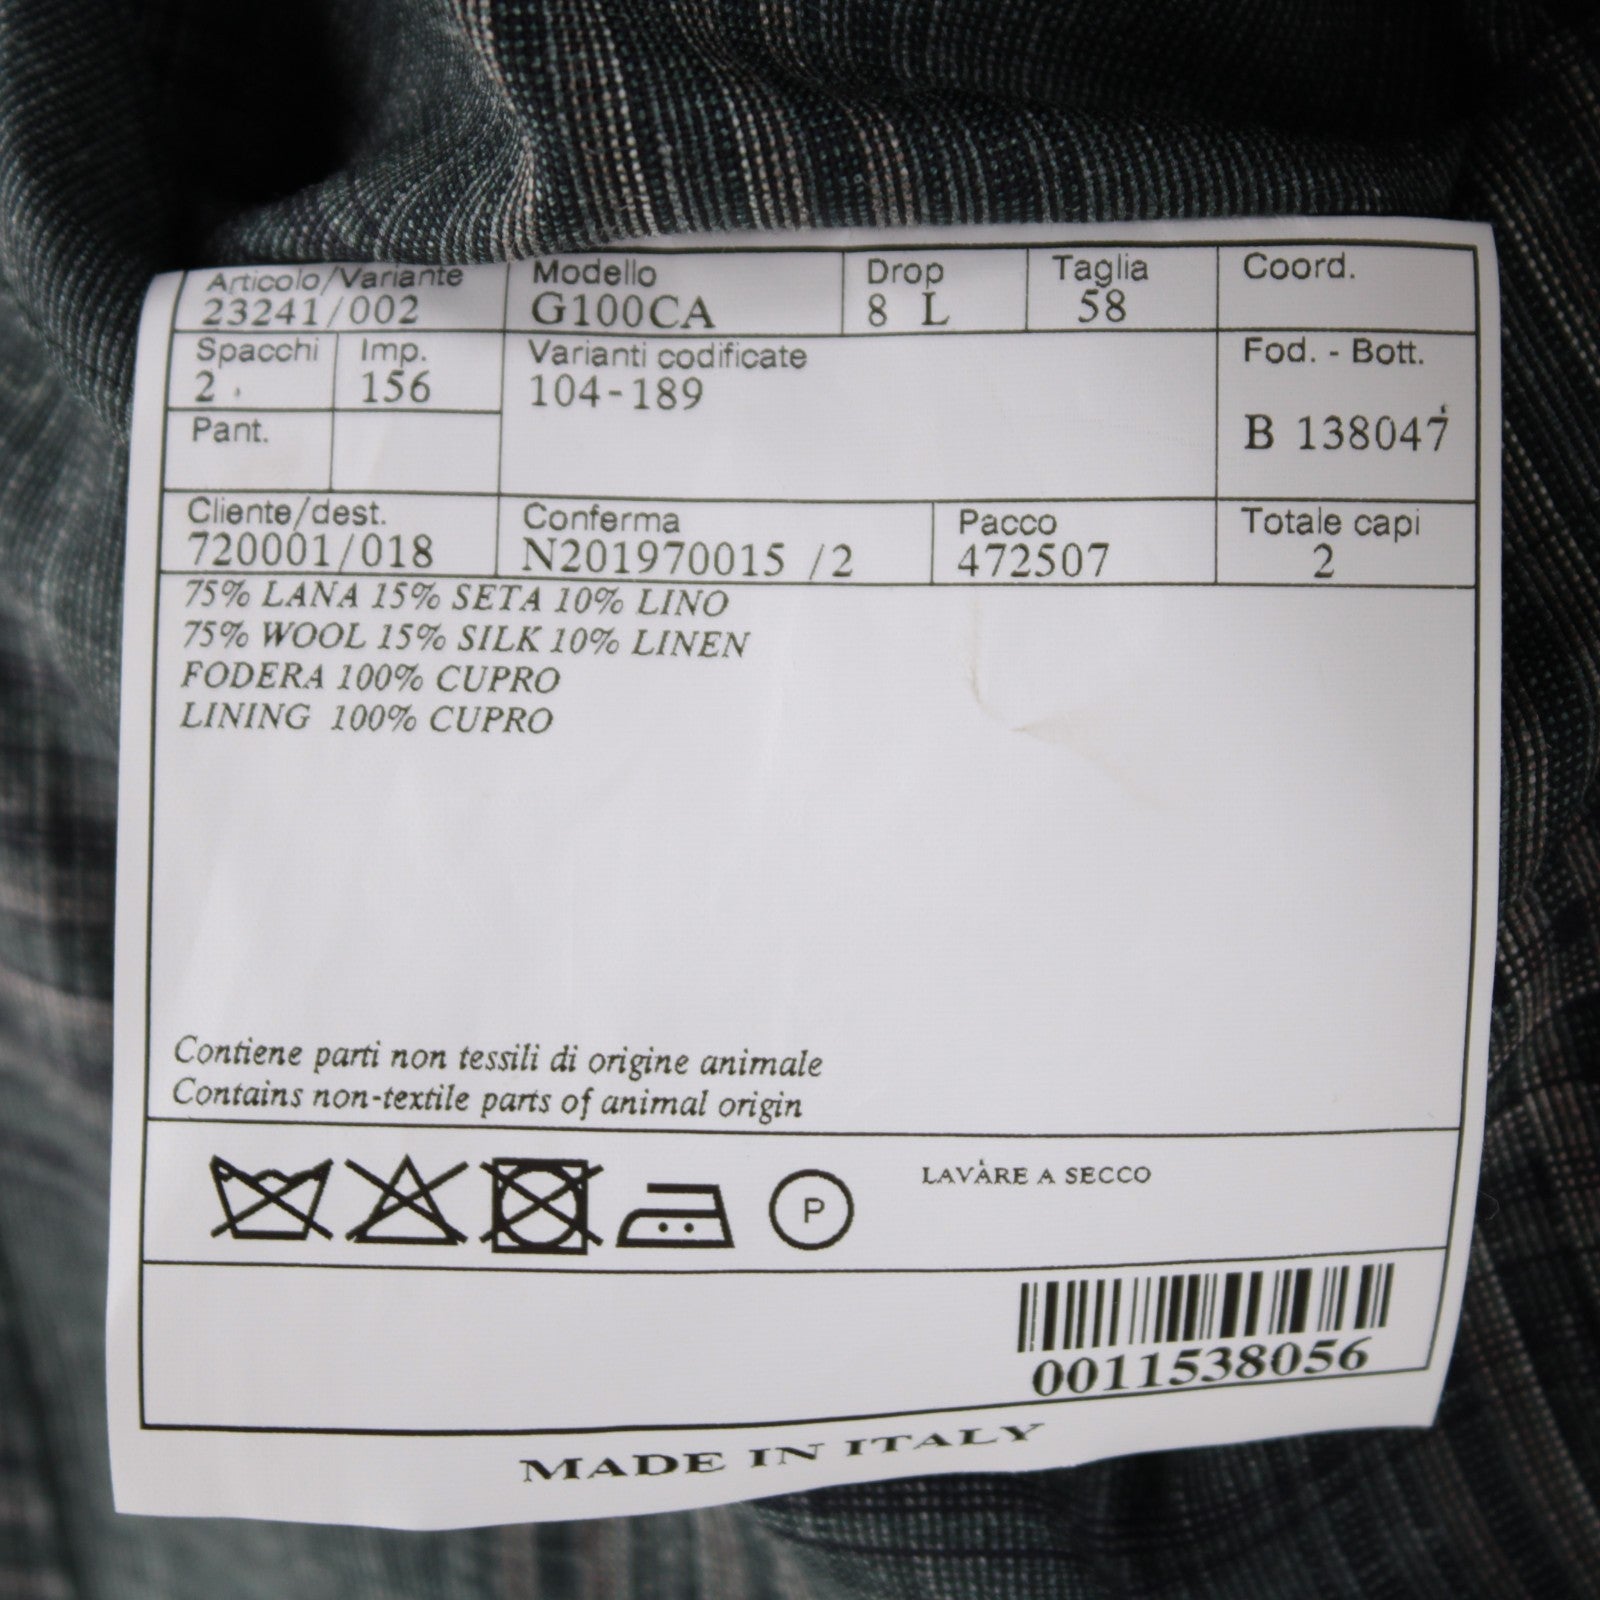 Articolo/Variante Modello Drop Taglia Coord.
23241/002 G100CA 8 L 58
Spacchi Imp. Varianti codificate Fod. - Bott.
2 156 104-189
Pant. B 138047
Cliente/dest. Conferma Pacco Totale capi
720001/018 N201970015 /2 472507 2
75% LANA 15% SETA 10% LINO
75% WOOL 15% SILK 10% LINEN
FODERA 100% CUPRO
LINING 100% CUPRO
Contiene parti non tessili di origine animale
Contains non-textile parts of animal origin
P LAVARE A SECCO
0011538056
MADE IN ITALY